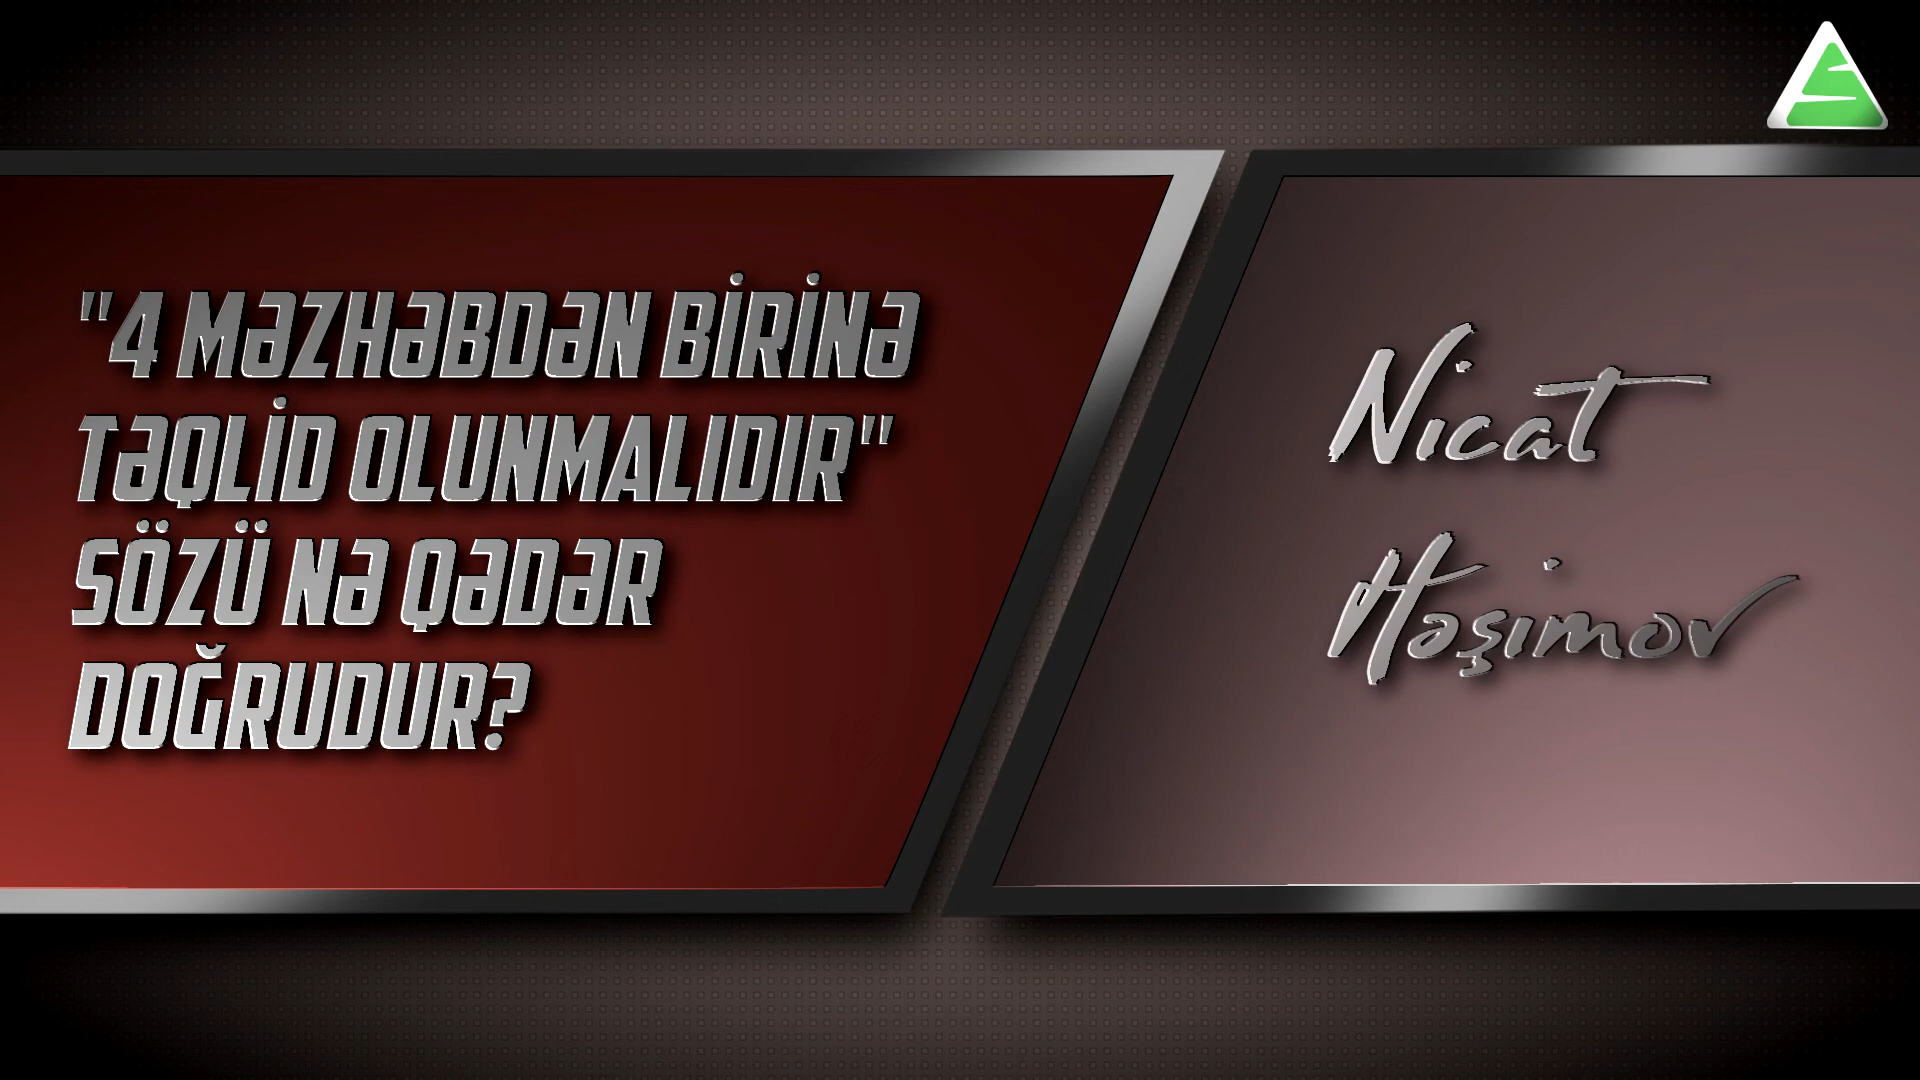 "4 MƏZHƏBDƏN BİRİNƏ
TƏQLİD OLUNMALIDIR"
SÖZÜ NƏ QƏDƏR
DOĞRUDUR?
Nicat
Həşimov